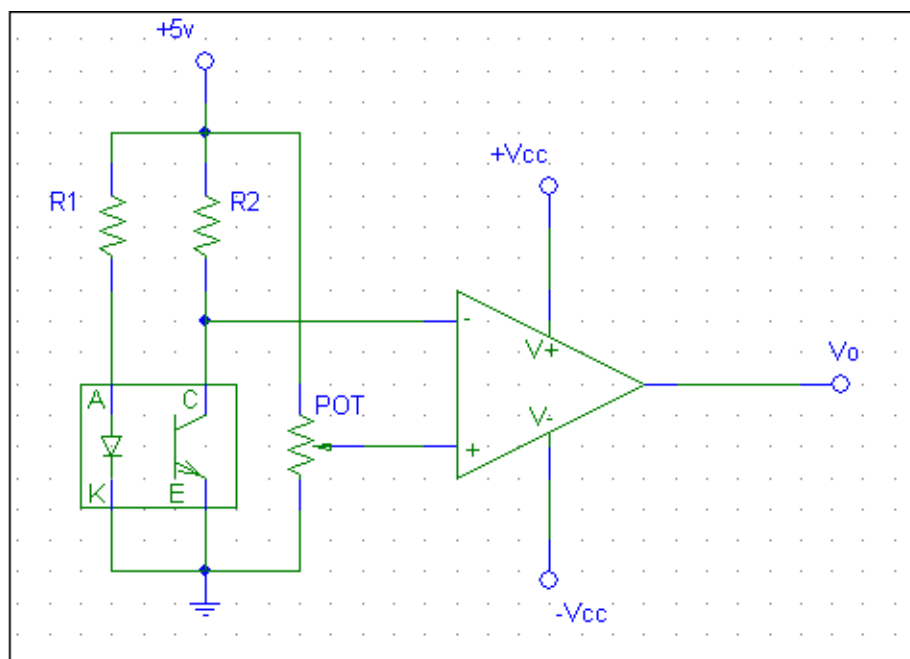 +5v
+Vcc
R1
R2
-
V+
Vo
A
C
POT
V-
+
K
E
-Vcc